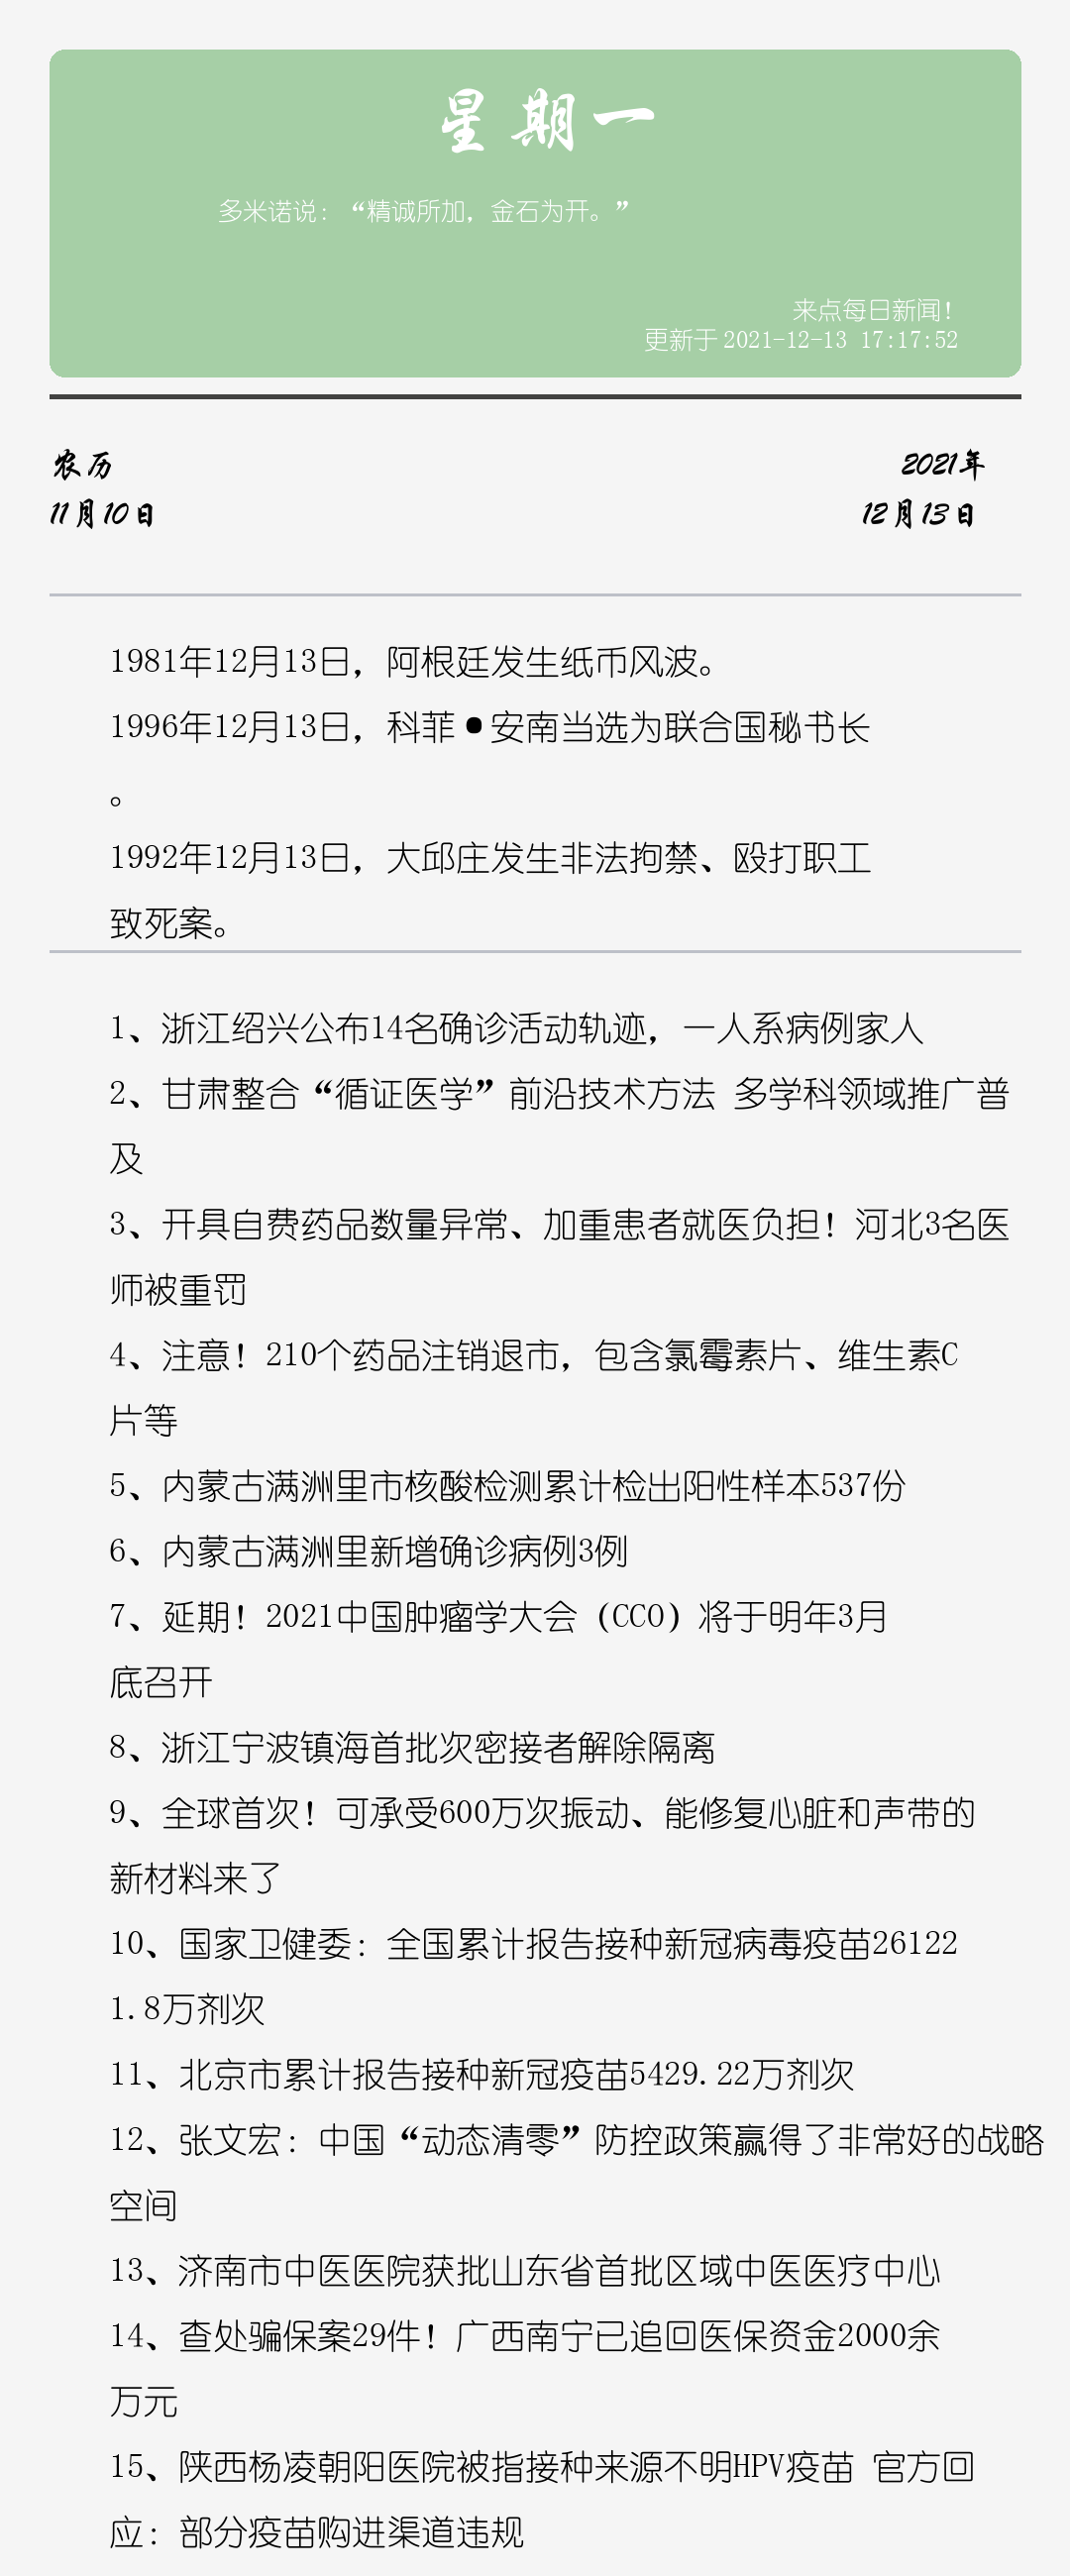 星期一
多米诺说：“精诚所加，金石为开。”
来点每日新闻！
更新于 2021-12-13 17:17:52
农历
2021年
11月10日
12月13日
1981年12月13日，阿根廷发生纸币风波。
1996年12月13日，科菲•安南当选为联合国秘书长
。
1992年12月13日，大邱庄发生非法拘禁、殴打职工
致死案。
1、浙江绍兴公布14名确诊活动轨迹，一人系病例家人
2、甘肃整合“循证医学”前沿技术方法 多学科领域推广普
及
3、开具自费药品数量异常、加重患者就医负担！河北3名医
师被重罚
4、注意！210个药品注销退市，包含氯霉素片、维生素C
片等
5、内蒙古满洲里市核酸检测累计检出阳性样本537份
6、内蒙古满洲里新增确诊病例3例
7、延期！2021中国肿瘤学大会（CCO）将于明年3月
底召开
8、浙江宁波镇海首批次密接者解除隔离
9、全球首次！可承受600万次振动、能修复心脏和声带的
新材料来了
10、国家卫健委：全国累计报告接种新冠病毒疫苗26122
1.8万剂次
11、北京市累计报告接种新冠疫苗5429.22万剂次
12、张文宏：中国“动态清零”防控政策赢得了非常好的战略
空间
13、济南市中医医院获批山东省首批区域中医医疗中心
14、查处骗保案29件！广西南宁已追回医保资金2000余
万元
15、陕西杨凌朝阳医院被指接种来源不明HPV疫苗 官方回
应：部分疫苗购进渠道违规